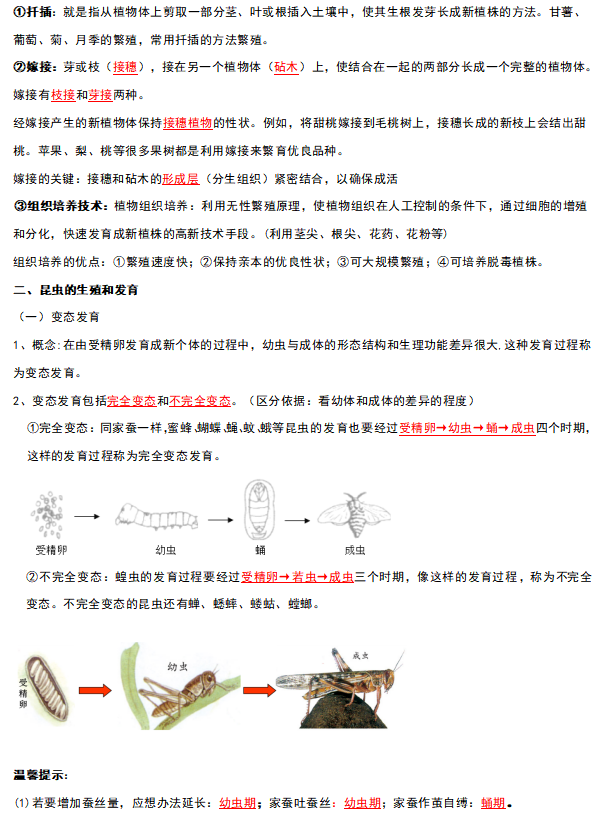 ①扦插：就是指从植物体上剪取一部分茎、叶或根插入土壤中，使其生根发芽长成新植株的方法。甘薯、
葡萄、菊、月季的繁殖，常用扦插的方法繁殖。
②嫁接：芽或枝（接穗），接在另一个植物体（砧木）上，使结合在一起的两部分长成一个完整的植物体。
嫁接有枝接和芽接两种。
经嫁接产生的新植物体保持接穗植物的性状。例如，将甜桃嫁接到毛桃树上，接穗长成的新枝上会结出甜
桃。苹果、梨、桃等很多果树都是利用嫁接来繁育优良品种。
嫁接的关键：接穗和砧木的形成层（分生组织）紧密结合，以确保成活
③组织培养技术：植物组织培养：利用无性繁殖原理，使植物组织在人工控制的条件下，通过细胞的增殖
和分化，快速发育成新植株的高新技术手段。(利用茎尖、根尖、花药、花粉等)
组织培养的优点：①繁殖速度快；②保持亲本的优良性状；③可大规模繁殖；④可培养脱毒植株。
二、昆虫的生殖和发育
（一）变态发育
1、概念:在由受精卵发育成新个体的过程中，幼虫与成体的形态结构和生理功能差异很大,这种发育过程称
为变态发育。
2、变态发育包括完全变态和不完全变态。（区分依据：看幼体和成体的差异的程度）
①完全变态：同家蚕一样,蜜蜂、蝴蝶、蝇、蚊、蛾等昆虫的发育也要经过受精卵→幼虫→蛹→成虫四个时期，
这样的发育过程称为完全变态发育。
受精卵 幼虫 蛹 成虫
②不完全变态：蝗虫的发育过程要经过受精卵→若虫→成虫三个时期，像这样的发育过程，称为不完全
变态。不完全变态的昆虫还有蝉、蟋蟀、蝼蛄、螳螂。
受精卵 幼虫 成虫
温馨提示：
(1)若要增加蚕丝量，应想办法延长：幼虫期；家蚕吐蚕丝：幼虫期；家蚕作茧自缚：蛹期。